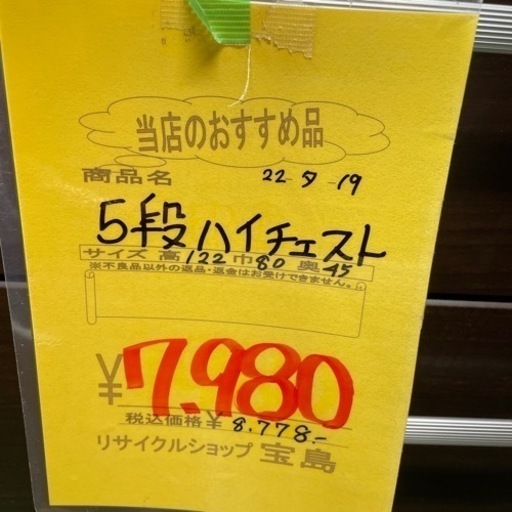 当店のおすすめ品
商品名 22-9-19
5段ハイチェスト
サイズ 高122 巾80 奥45
※不良品以外の返品・返金はお受けできません。
¥7,980
税込価格¥8,778-
リサイクルショップ 宝島